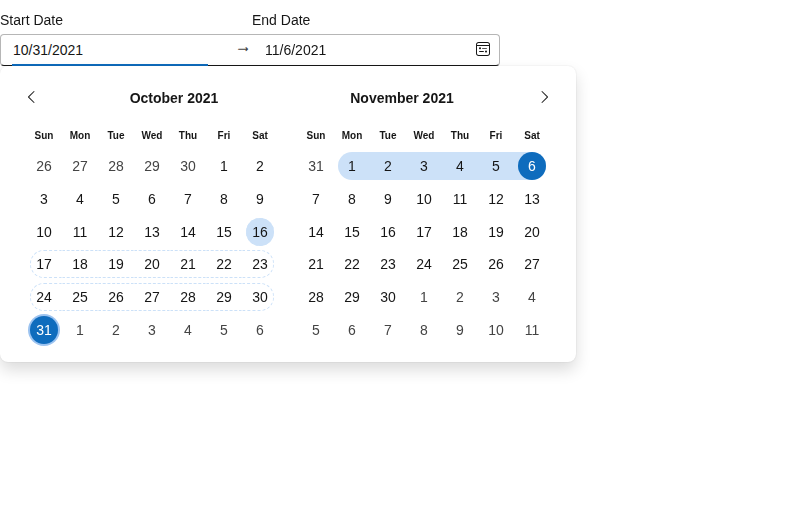 Start Date
End Date
10/31/2021 → 11/6/2021
October 2021
Sun Mon Tue Wed Thu Fri Sat
26 27 28 29 30 1 2
3 4 5 6 7 8 9
10 11 12 13 14 15 16
17 18 19 20 21 22 23
24 25 26 27 28 29 30
31 1 2 3 4 5 6
November 2021
Sun Mon Tue Wed Thu Fri Sat
31 1 2 3 4 5 6
7 8 9 10 11 12 13
14 15 16 17 18 19 20
21 22 23 24 25 26 27
28 29 30 1 2 3 4
5 6 7 8 9 10 11